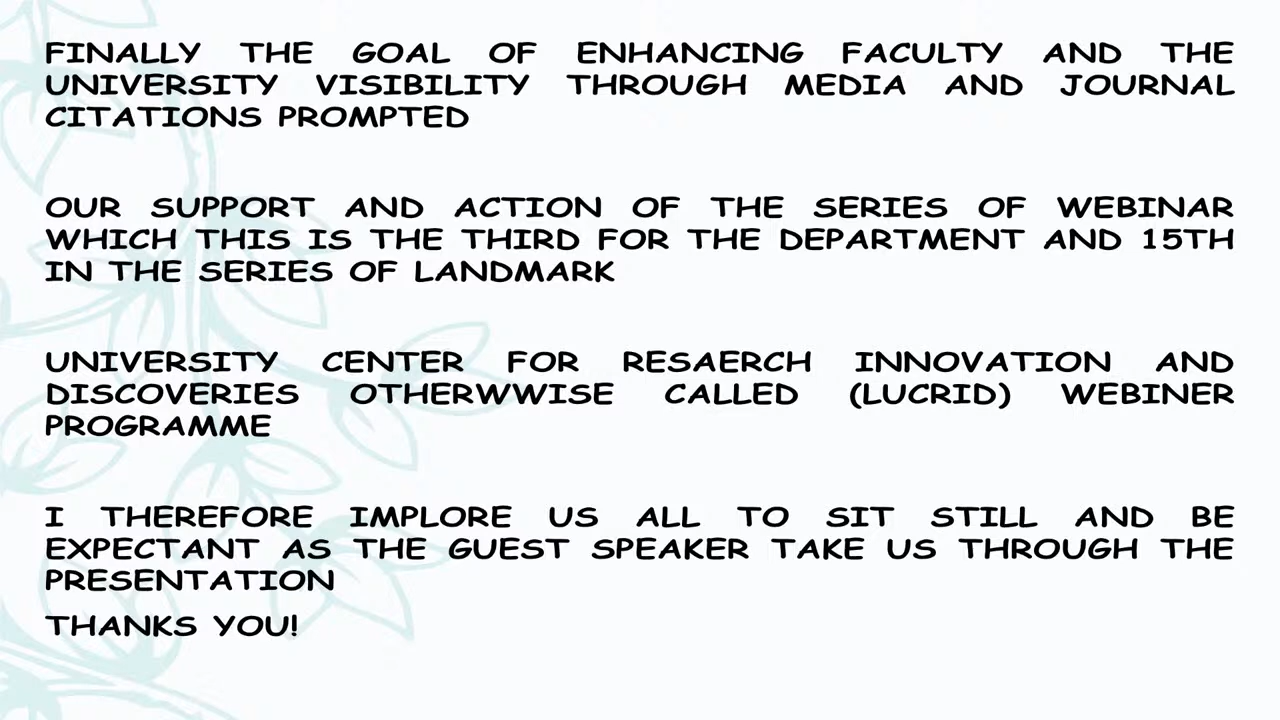 FINALLY THE GOAL OF ENHANCING FACULTY AND THE
UNIVERSITY VISIBILITY THROUGH MEDIA AND JOURNAL
CITATIONS PROMPTED
OUR SUPPORT AND ACTION OF THE SERIES OF WEBINAR
WHICH THIS IS THE THIRD FOR THE DEPARTMENT AND 15TH
IN THE SERIES OF LANDMARK
UNIVERSITY CENTER FOR RESAERCH INNOVATION AND
DISCOVERIES OTHERWWISE CALLED (LUCRID) WEBINER
PROGRAMME
I THEREFORE IMPLORE US ALL TO SIT STILL AND BE
EXPECTANT AS THE GUEST SPEAKER TAKE US THROUGH THE
PRESENTATION
THANKS YOU!